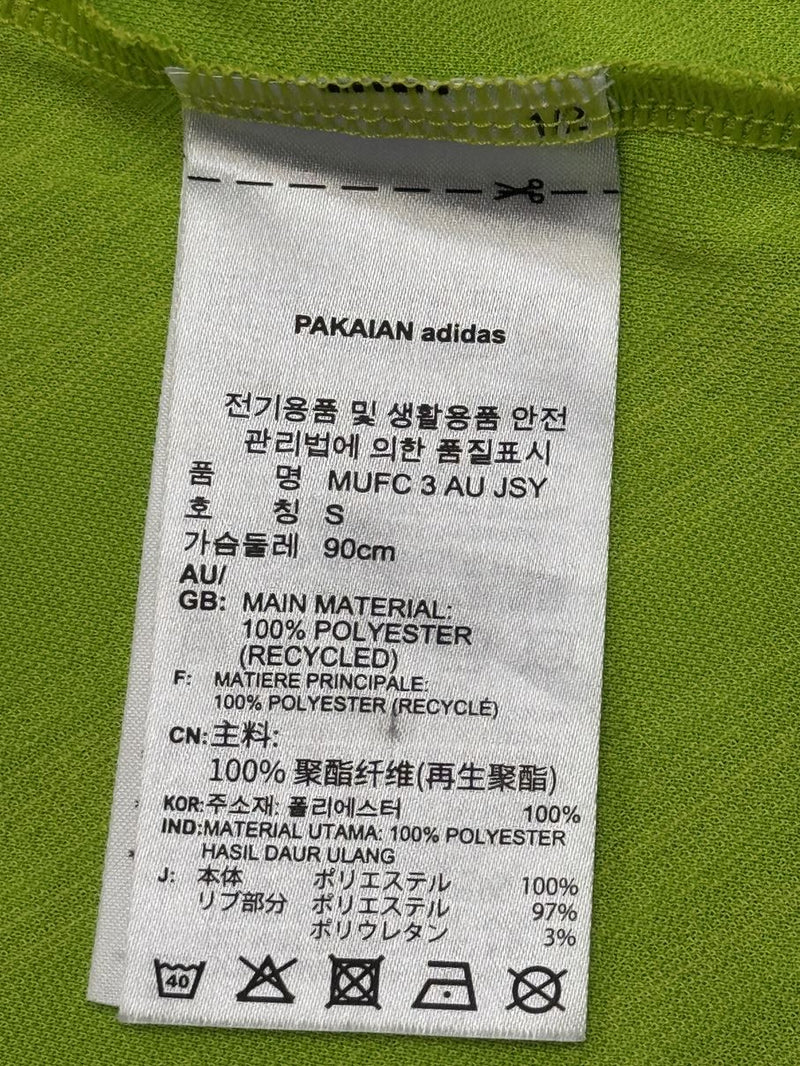 1/2
PAKAIAN adidas
전기용품 및 생활용품 안전
관리법에 의한 품질표시
품 명 MUFC 3 AU JSY
호 칭 S
가슴둘레 90cm
AU/
GB: MAIN MATERIAL:
100% POLYESTER
(RECYCLED)
F: MATIERE PRINCIPALE:
100% POLYESTER (RECYCLÉ)
CN:主料:
100% 聚酯纤维(再生聚酯)
KOR:주소재: 폴리에스터 100%
IND:MATERIAL UTAMA: 100% POLYESTER
HASIL DAUR ULANG
J: 本体 ポリエステル 100%
リブ部分 ポリエステル 97%
ポリウレタン 3%
40